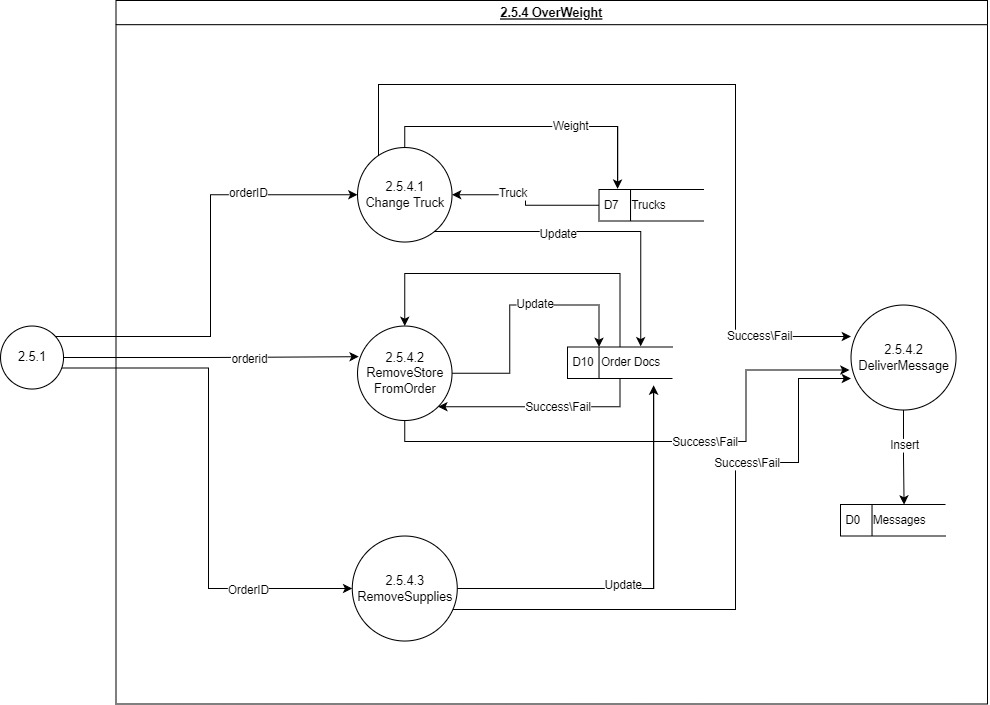 2.5.4 OverWeight
Weight
2.5.4.1
Change Truck
orderID
Truck
D7
Trucks
Update
Update
Success\Fail
2.5.1
orderid
2.5.4.2
RemoveStore
FromOrder
D10
Order Docs
2.5.4.2
DeliverMessage
Success\Fail
Success\Fail
Insert
Success\Fail
D0
Messages
OrderID
2.5.4.3
RemoveSupplies
Update